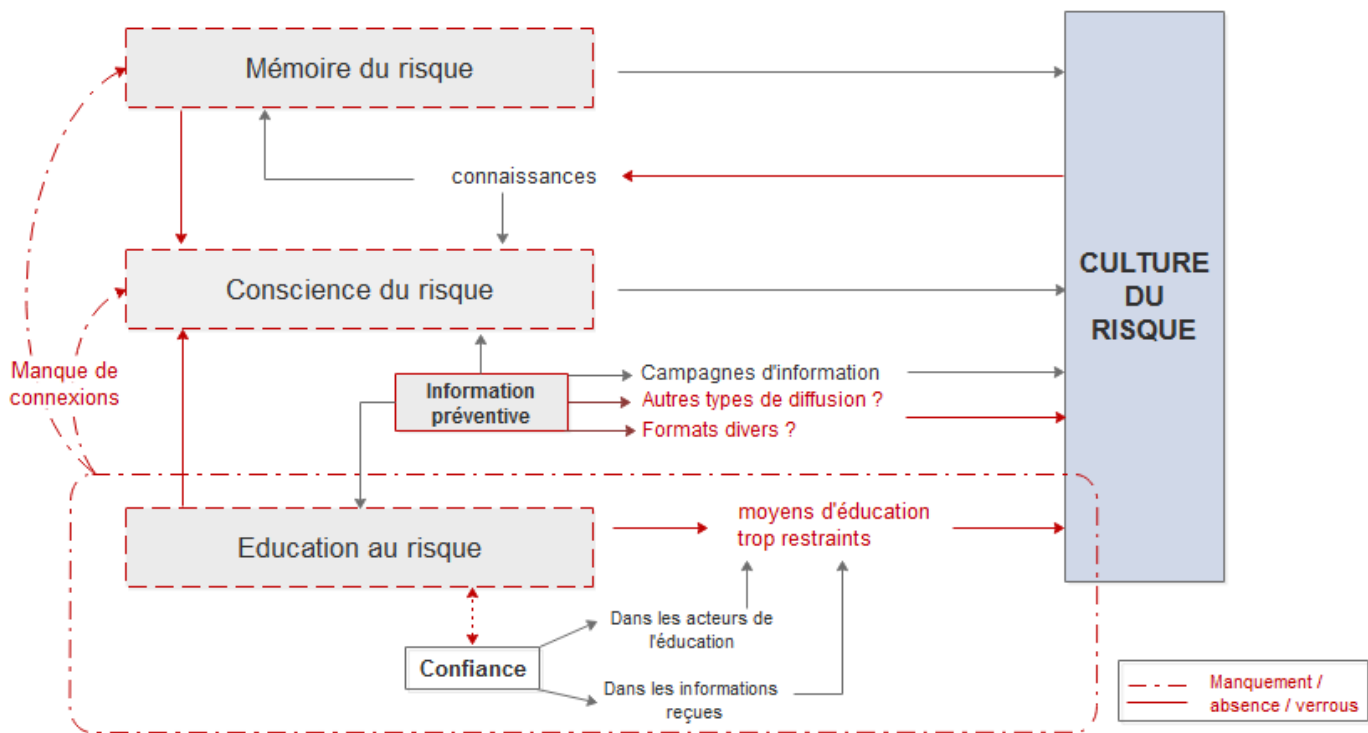 Mémoire du risque
connaissances
Conscience du risque
CULTURE
DU
RISQUE
Manque de
connexions
Information
préventive
Campagnes d'information
Autres types de diffusion ?
Formats divers ?
Education au risque
moyens d'éducation
trop restraints
Confiance
Dans les acteurs de
l'éducation
Dans les informations
reçues
Manquement /
absence / verrous